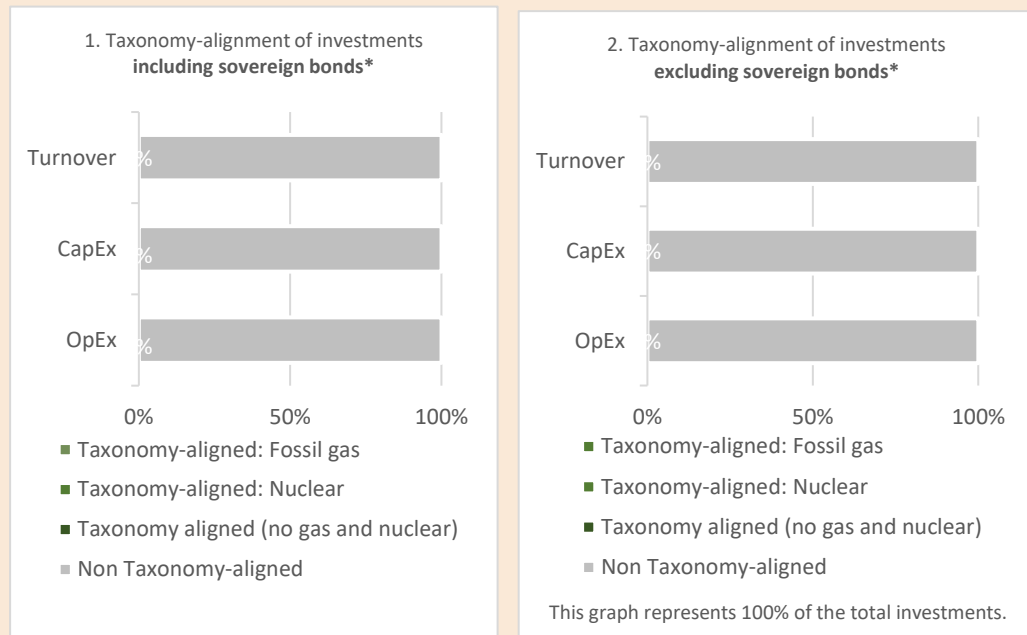 1. Taxonomy-alignment of investments
including sovereign bonds*
Turnover
%
CapEx
%
OpEx
%
0% 50% 100%
Taxonomy-aligned: Fossil gas
Taxonomy-aligned: Nuclear
Taxonomy aligned (no gas and nuclear)
Non Taxonomy-aligned
2. Taxonomy-alignment of investments
excluding sovereign bonds*
Turnover
%
CapEx
%
OpEx
%
0% 50% 100%
Taxonomy-aligned: Fossil gas
Taxonomy-aligned: Nuclear
Taxonomy aligned (no gas and nuclear)
Non Taxonomy-aligned
This graph represents 100% of the total investments.